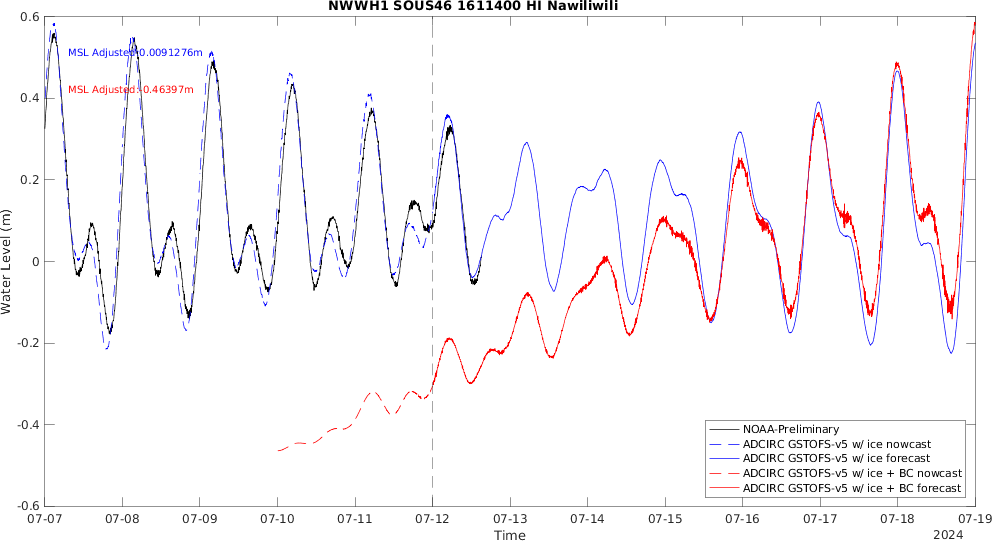 NWWH1 SOUS46 1611400 HI Nawiliwili
MSL Adjusted:0.0091276m
MSL Adjusted:-0.46397m
0.6
0.4
0.2
0
-0.2
-0.4
-0.6
Water Level (m)
NOAA-Preliminary
ADCIRC GSTOFS-v5 w/ ice nowcast
ADCIRC GSTOFS-v5 w/ ice forecast
ADCIRC GSTOFS-v5 w/ ice + BC nowcast
ADCIRC GSTOFS-v5 w/ ice + BC forecast
07-07 07-08 07-09 07-10 07-11 07-12 07-13 07-14 07-15 07-16 07-17 07-18 07-19
Time
2024